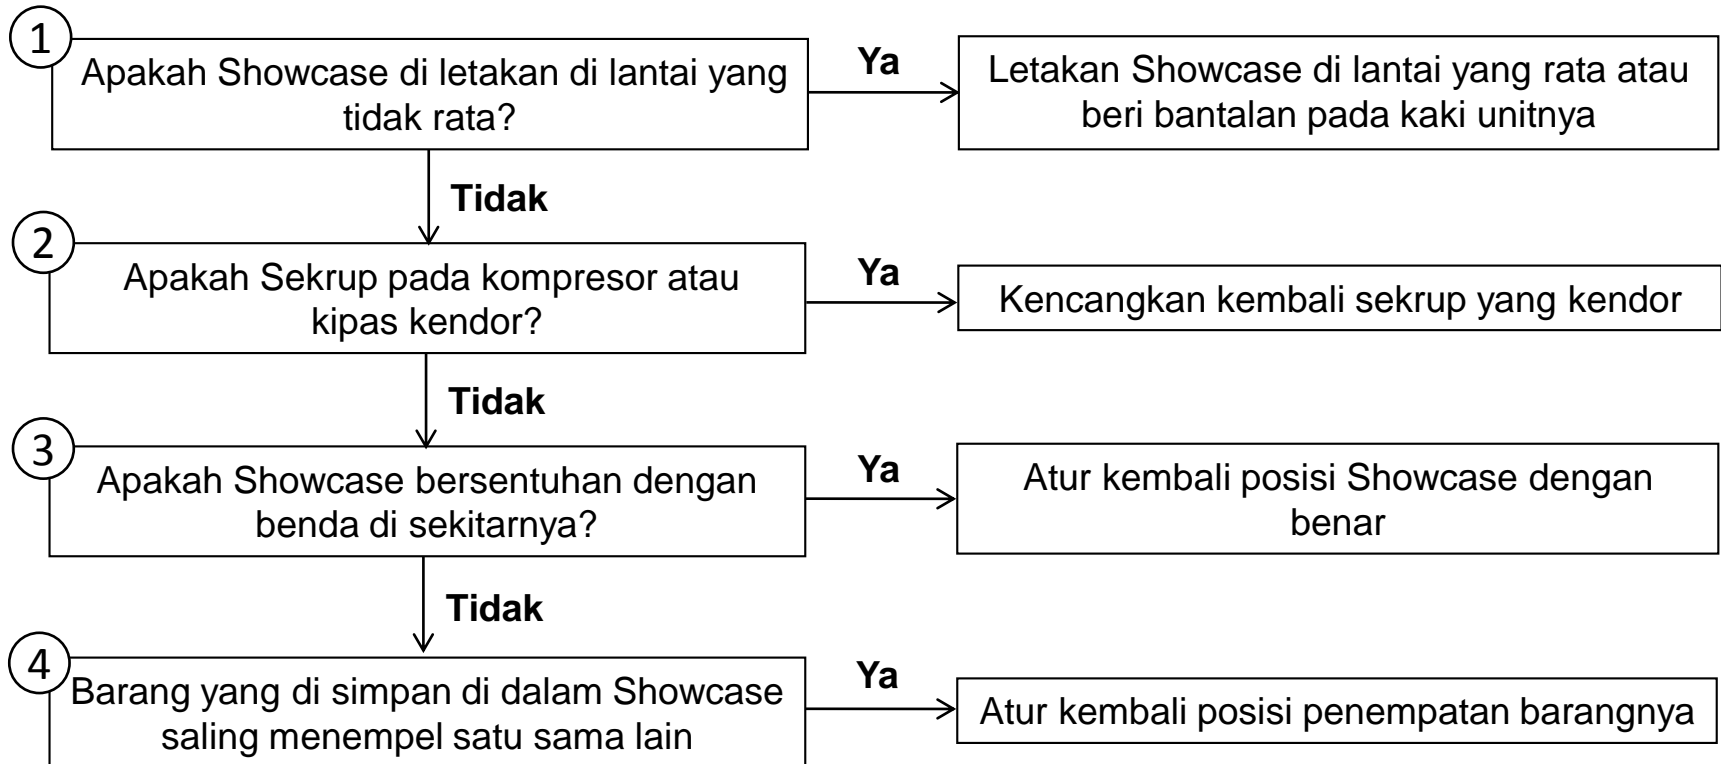 1
Apakah Showcase di letakan di lantai yang
tidak rata?
Ya
Letakan Showcase di lantai yang rata atau
beri bantalan pada kaki unitnya
Tidak
2
Apakah Sekrup pada kompresor atau
kipas kendor?
Ya
Kencangkan kembali sekrup yang kendor
Tidak
3
Apakah Showcase bersentuhan dengan
benda di sekitarnya?
Ya
Atur kembali posisi Showcase dengan
benar
Tidak
4
Barang yang di simpan di dalam Showcase
saling menempel satu sama lain
Ya
Atur kembali posisi penempatan barangnya